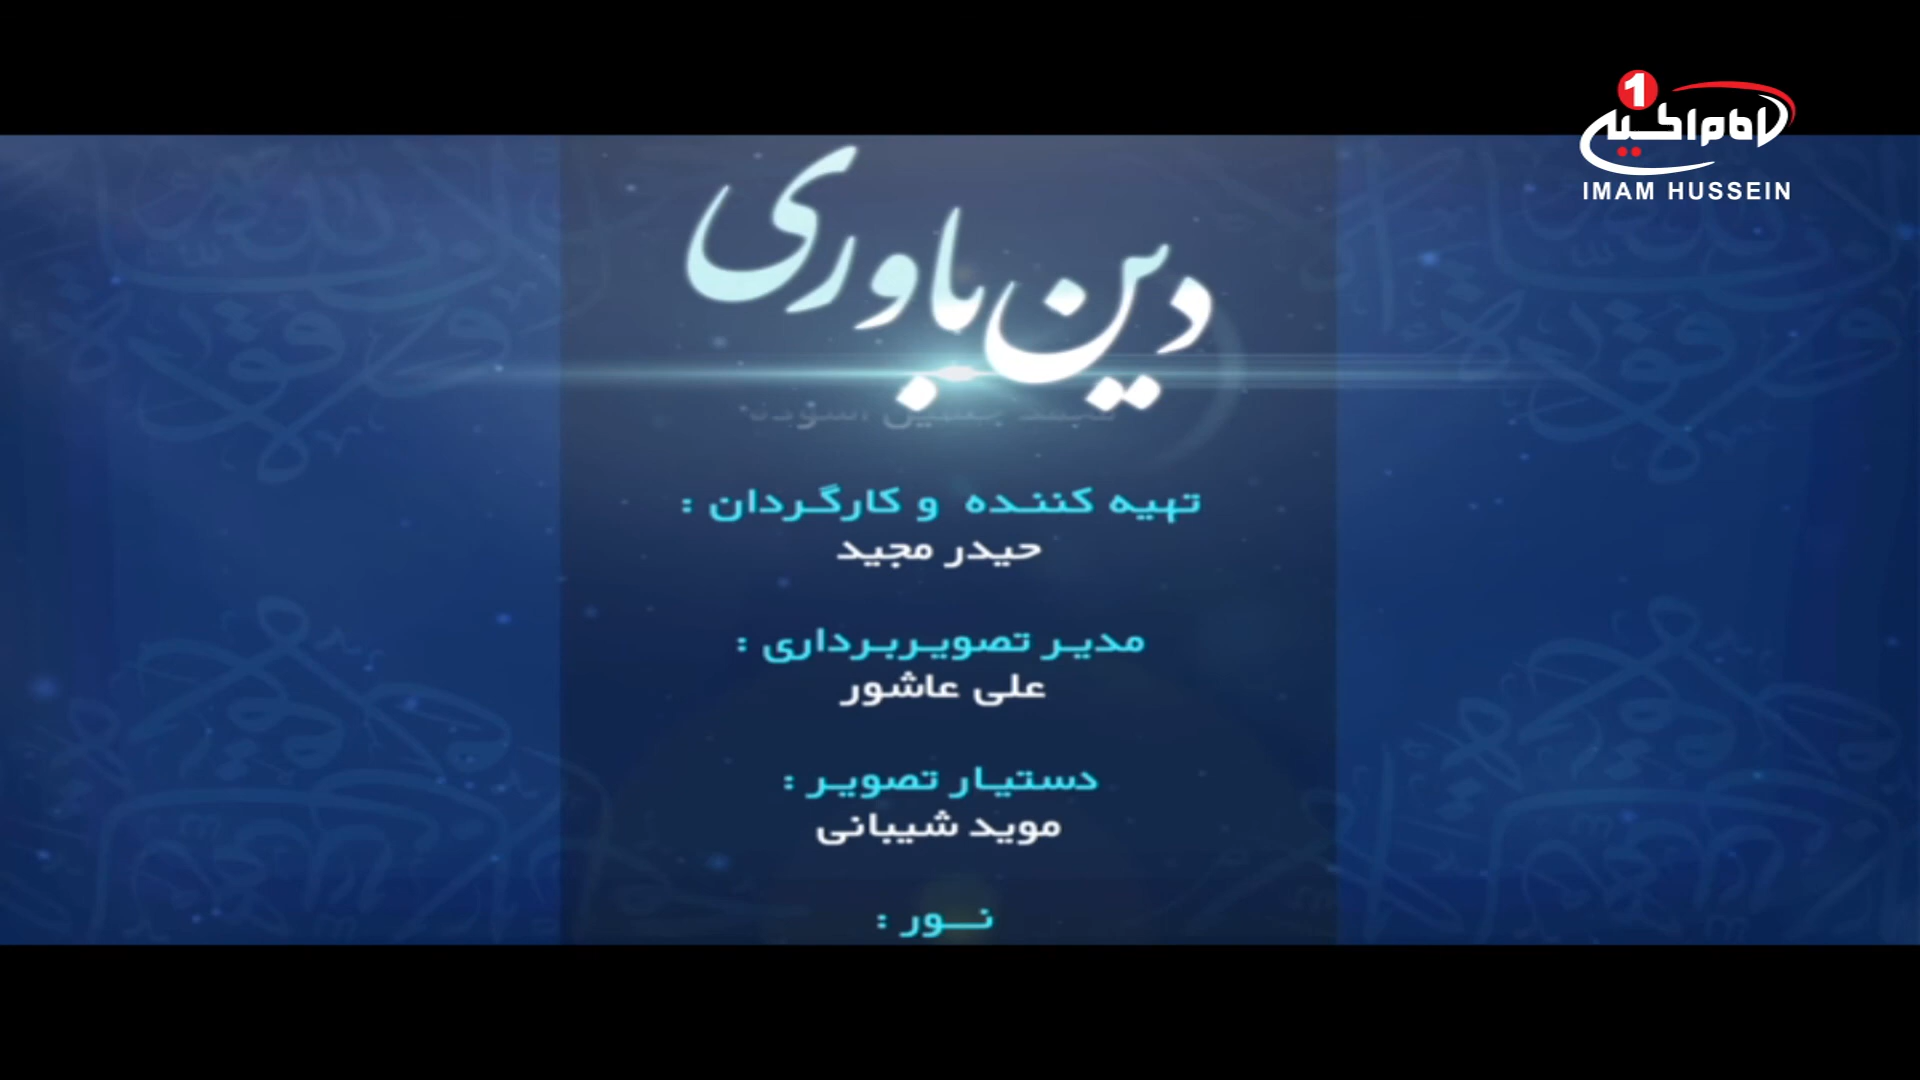 1
امام حسین
IMAM HUSSEIN
دین باوری
تهیه کننده و کارگردان :
حیدر مجید
مدیر تصویربرداری :
علی عاشور
دستیار تصویر :
موید شیبانی
نور :